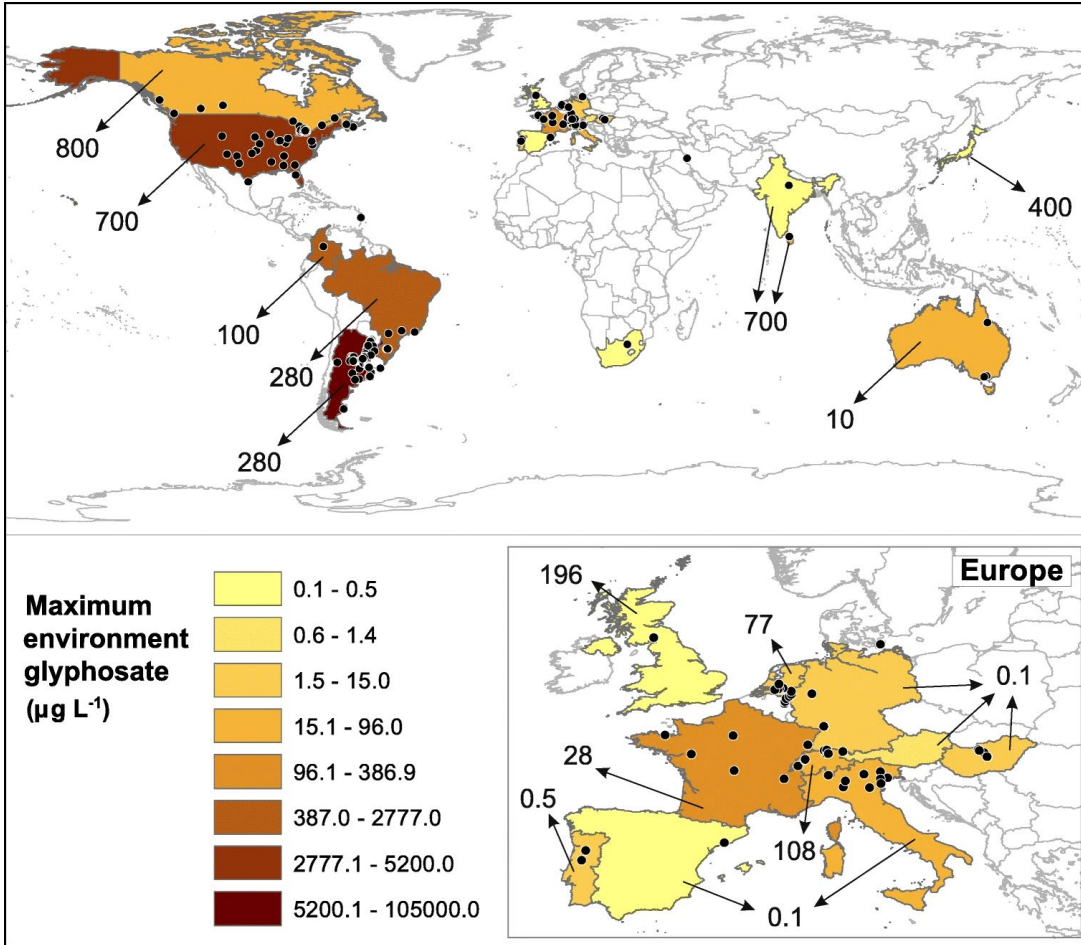 800
700
400
100
700
280
10
280
Maximum
environment
glyphosate
(µg L-1)
0.1 - 0.5
0.6 - 1.4
1.5 - 15.0
15.1 - 96.0
96.1 - 386.9
387.0 - 2777.0
2777.1 - 5200.0
5200.1 - 105000.0
Europe
196
77
0.1
28
0.5
108
0.1